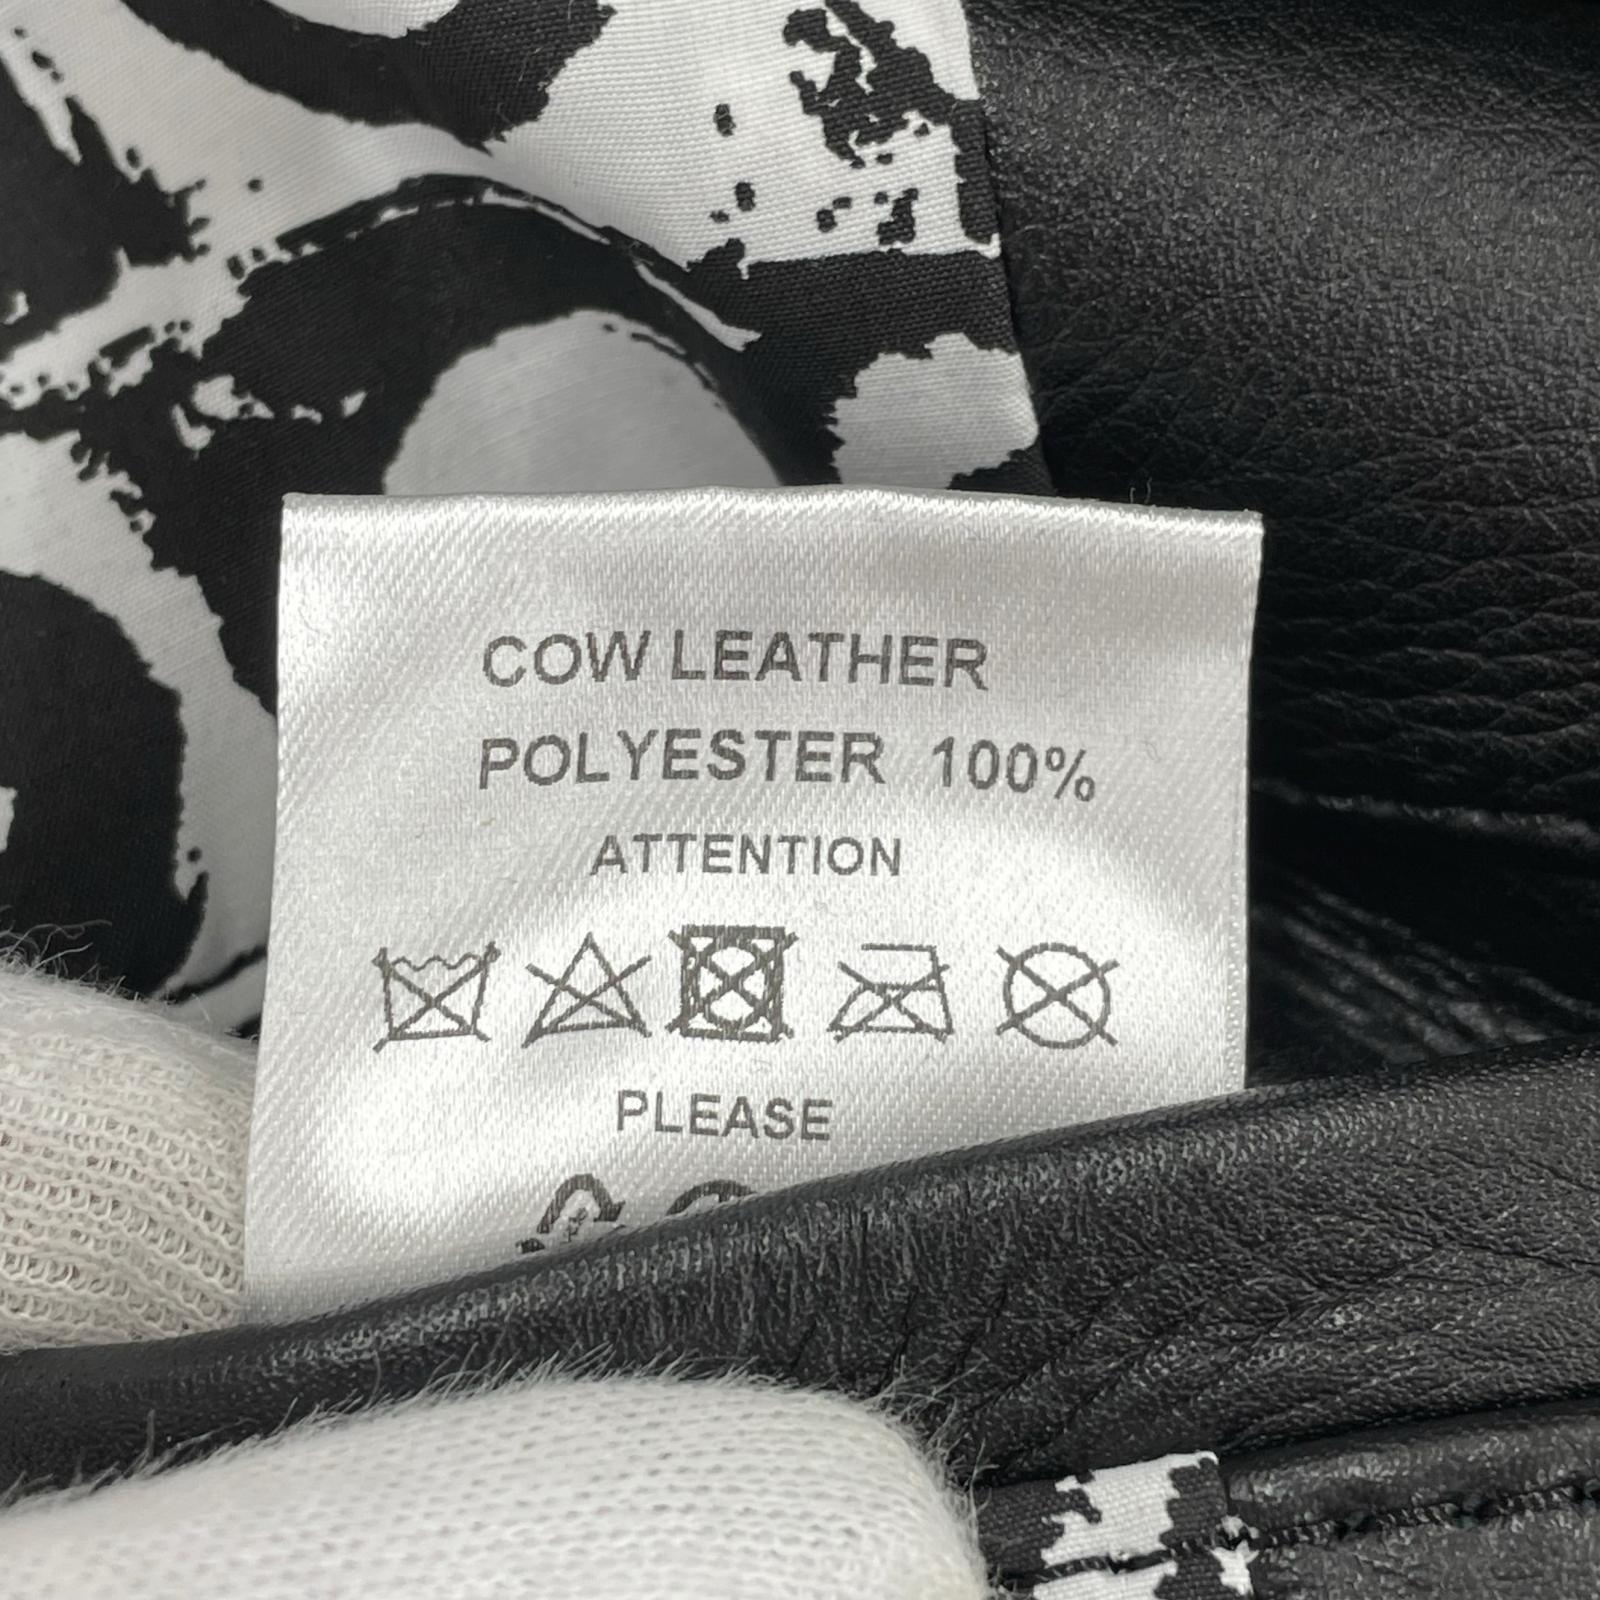 COW LEATHER
POLYESTER 100%
ATTENTION
PLEASE